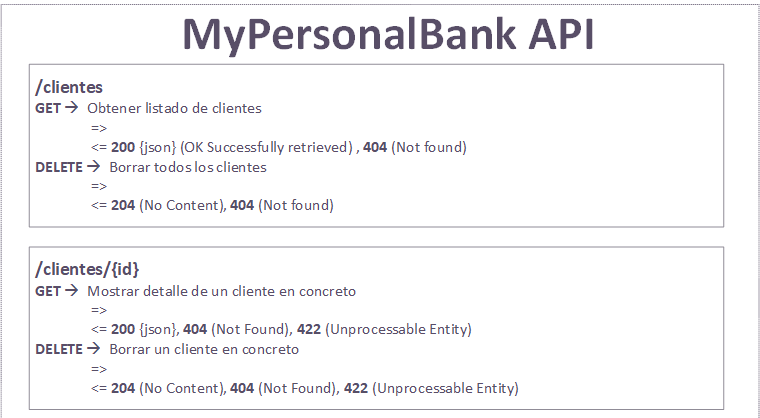 MyPersonalBank API
/clientes
GET → Obtener listado de clientes
=>
<= 200 {json} (OK Successfully retrieved) , 404 (Not found)
DELETE → Borrar todos los clientes
=>
<= 204 (No Content), 404 (Not found)
/clientes/{id}
GET → Mostrar detalle de un cliente en concreto
=>
<= 200 {json}, 404 (Not Found), 422 (Unprocessable Entity)
DELETE → Borrar un cliente en concreto
=>
<= 204 (No Content), 404 (Not Found), 422 (Unprocessable Entity)